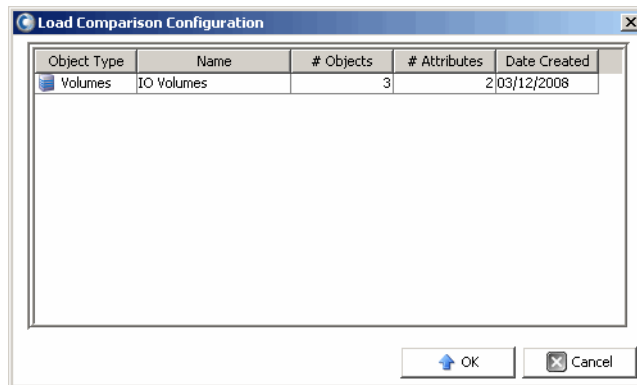 Load Comparison Configuration
Object Type Name # Objects # Attributes Date Created
Volumes IO Volumes 3 2 03/12/2008
OK Cancel